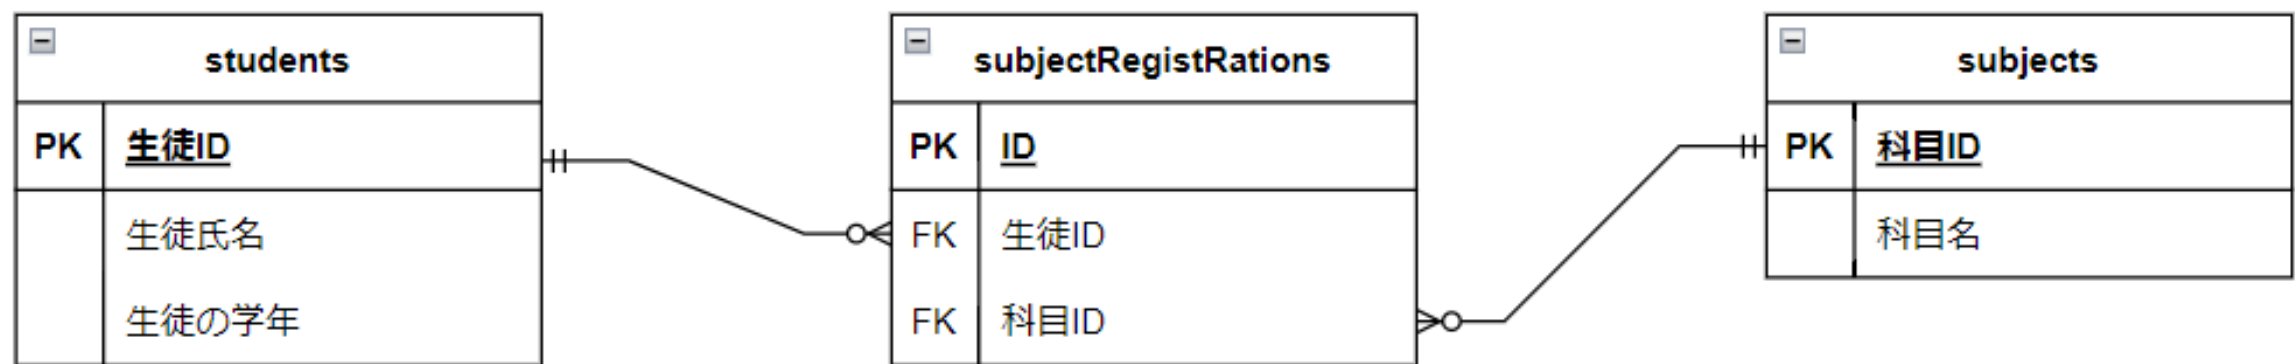 students
PK 生徒ID
生徒氏名
生徒の学年
subjectRegistRations
PK ID
FK 生徒ID
FK 科目ID
subjects
PK 科目ID
科目名